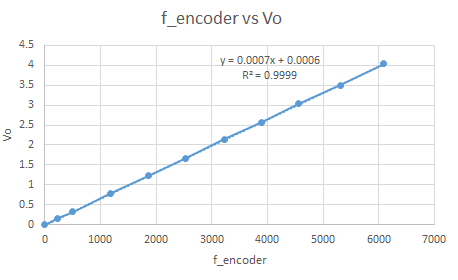 f_encoder vs Vo
4.5
4
3.5
3
2.5
2
1.5
1
0.5
0
y = 0.0007x + 0.0006
R² = 0.9999
Vo
0 1000 2000 3000 4000 5000 6000 7000
f_encoder